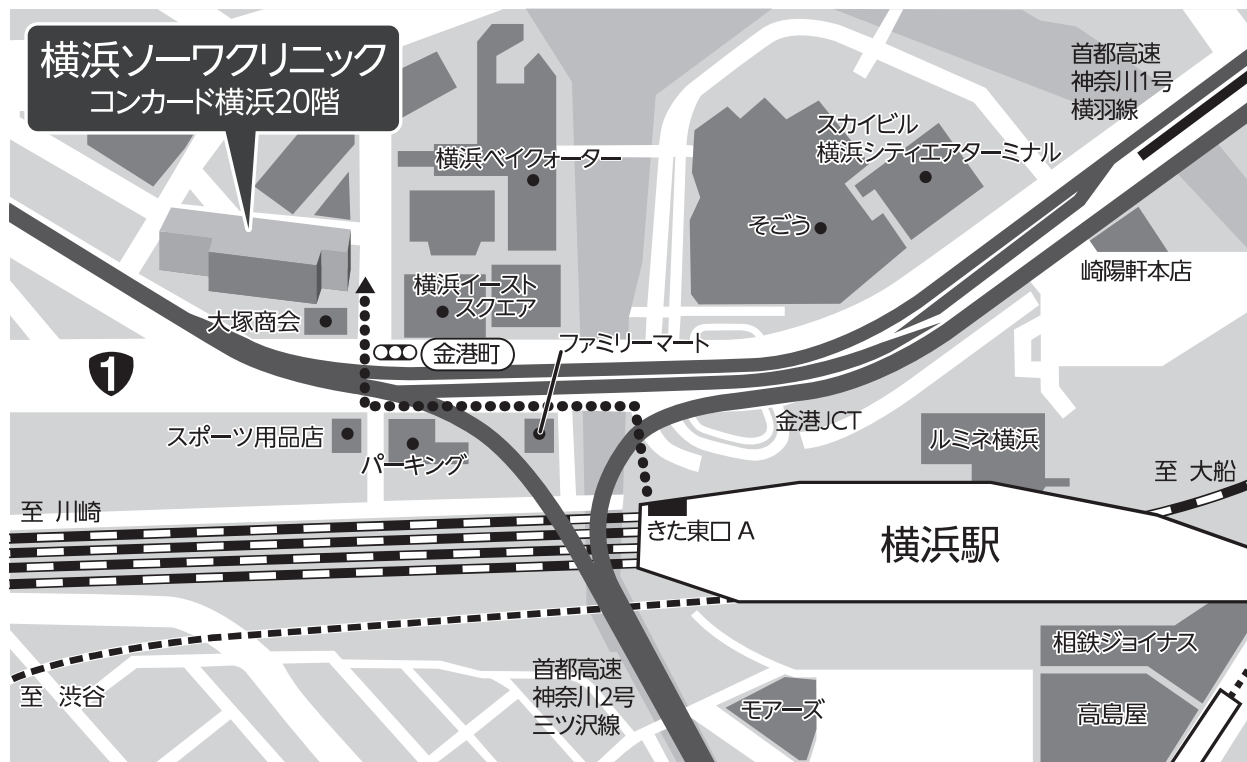 横浜ソーワクリニック
コンカード横浜20階
首都高速
神奈川1号
横羽線
スカイビル
横浜シティエアターミナル
横浜ベイクォーター
そごう
崎陽軒本店
横浜イースト
スクエア
大塚商会
ファミリーマート
金港町
1
金港JCT
スポーツ用品店
パーキング
ルミネ横浜
至 大船
至 川崎
きた東口 A
横浜駅
相鉄ジョイナス
首都高速
神奈川2号
三ツ沢線
至 渋谷
モアーズ
高島屋